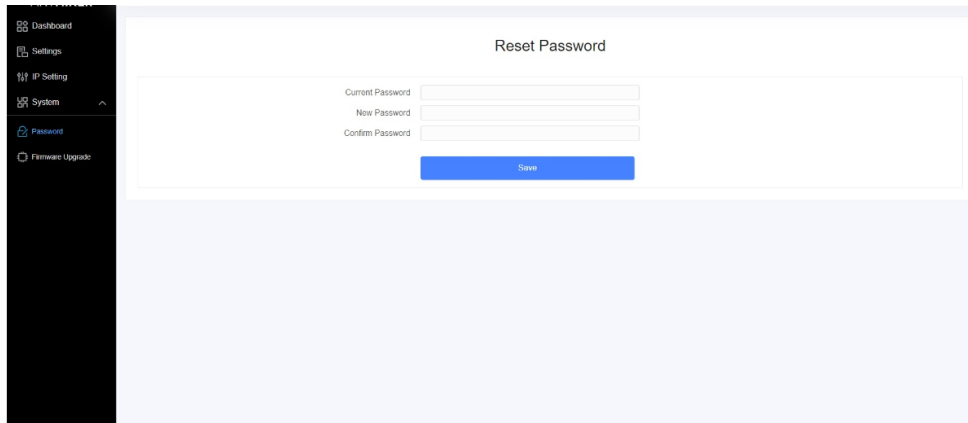 Dashboard
Settings
IP Setting
System
Password
Firmware Upgrade
Reset Password
Current Password
New Password
Confirm Password
Save